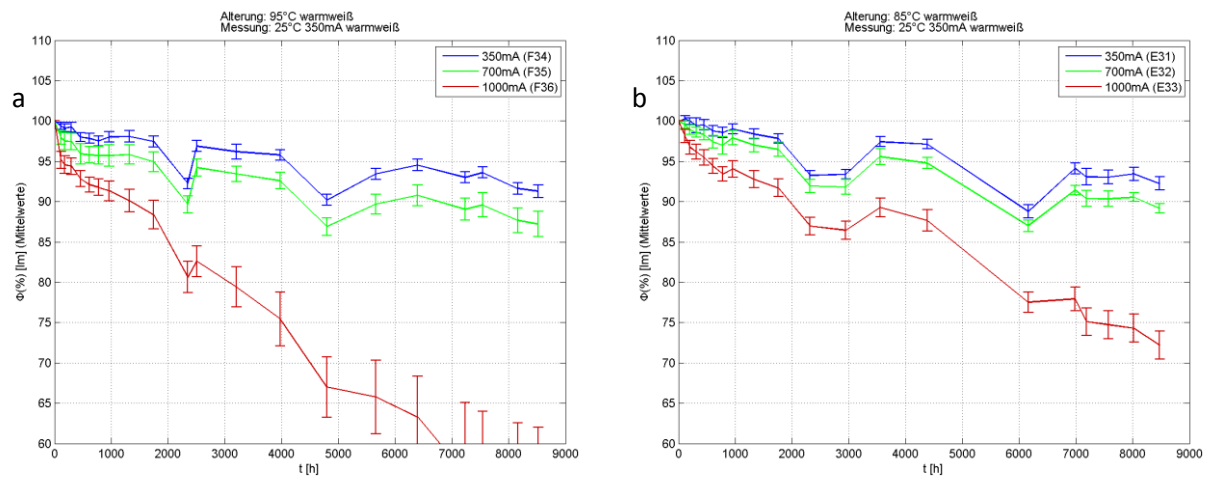 Alterung: 95°C warmweiß
Messung: 25°C 350mA warmweiß
a
Φ(%) [lm] (Mittelwerte)
110
105
100
95
90
85
80
75
70
65
60
350mA (F34)
700mA (F35)
1000mA (F36)
0
1000
2000
3000
4000
5000
6000
7000
8000
9000
t [h]
Alterung: 85°C warmweiß
Messung: 25°C 350mA warmweiß
b
Φ(%) [lm] (Mittelwerte)
110
105
100
95
90
85
80
75
70
65
60
350mA (E31)
700mA (E32)
1000mA (E33)
0
1000
2000
3000
4000
5000
6000
7000
8000
9000
t [h]